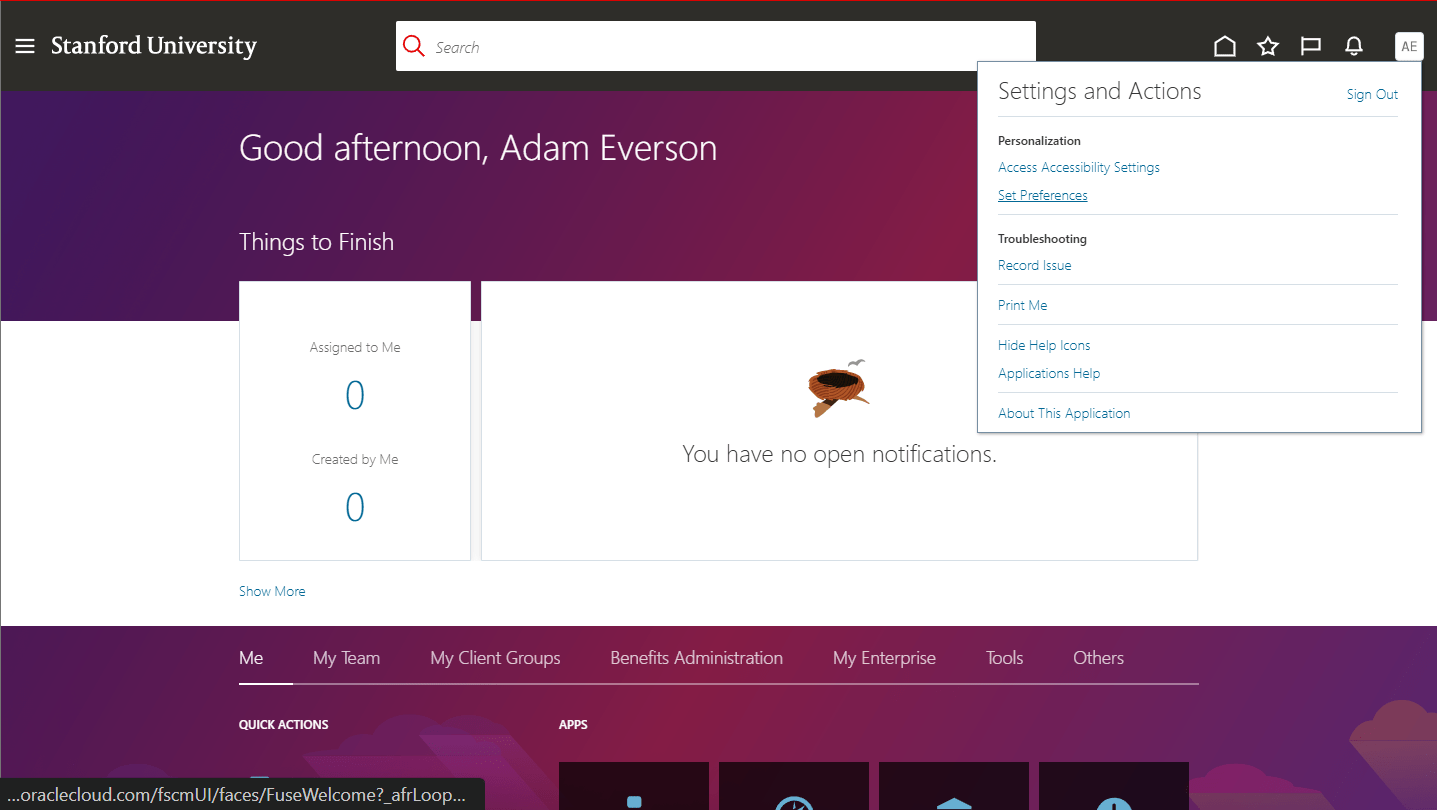 Stanford University
Search
AE
Settings and Actions
Sign Out
Personalization
Access Accessibility Settings
Set Preferences
Troubleshooting
Record Issue
Print Me
Hide Help Icons
Applications Help
About This Application
Good afternoon, Adam Everson
Things to Finish
Assigned to Me
0
Created by Me
0
You have no open notifications.
Show More
Me
My Team
My Client Groups
Benefits Administration
My Enterprise
Tools
Others
QUICK ACTIONS
APPS
...oraclecloud.com/fscmUI/faces/FuseWelcome?_afrLoop...